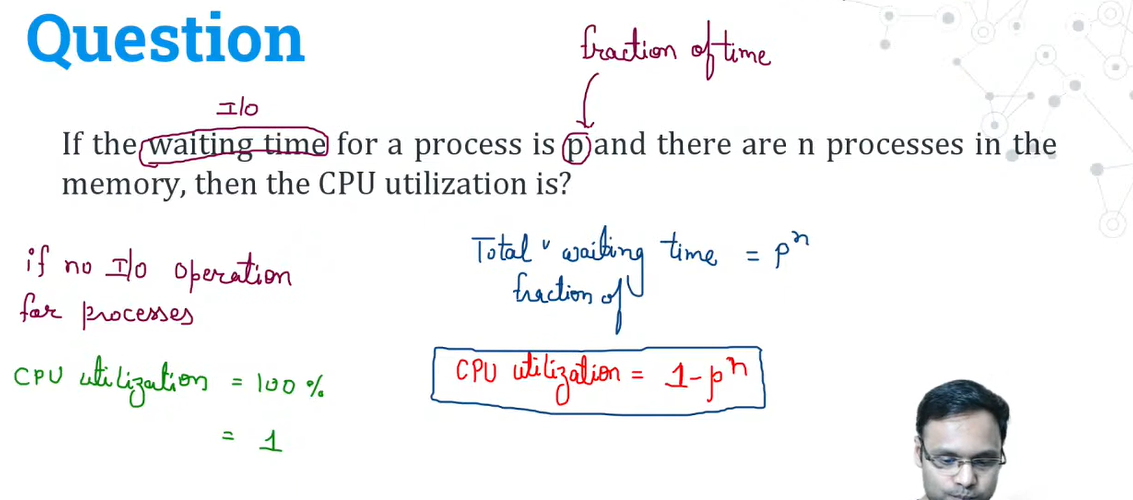 Question
fraction of time
I/O
If the waiting time for a process is p and there are n processes in the
memory, then the CPU utilization is?
if no I/o operation
for processes
CPU utilization = 100 %
= 1
Total waiting time = pⁿ
fraction of
CPU utilization = 1-pⁿ